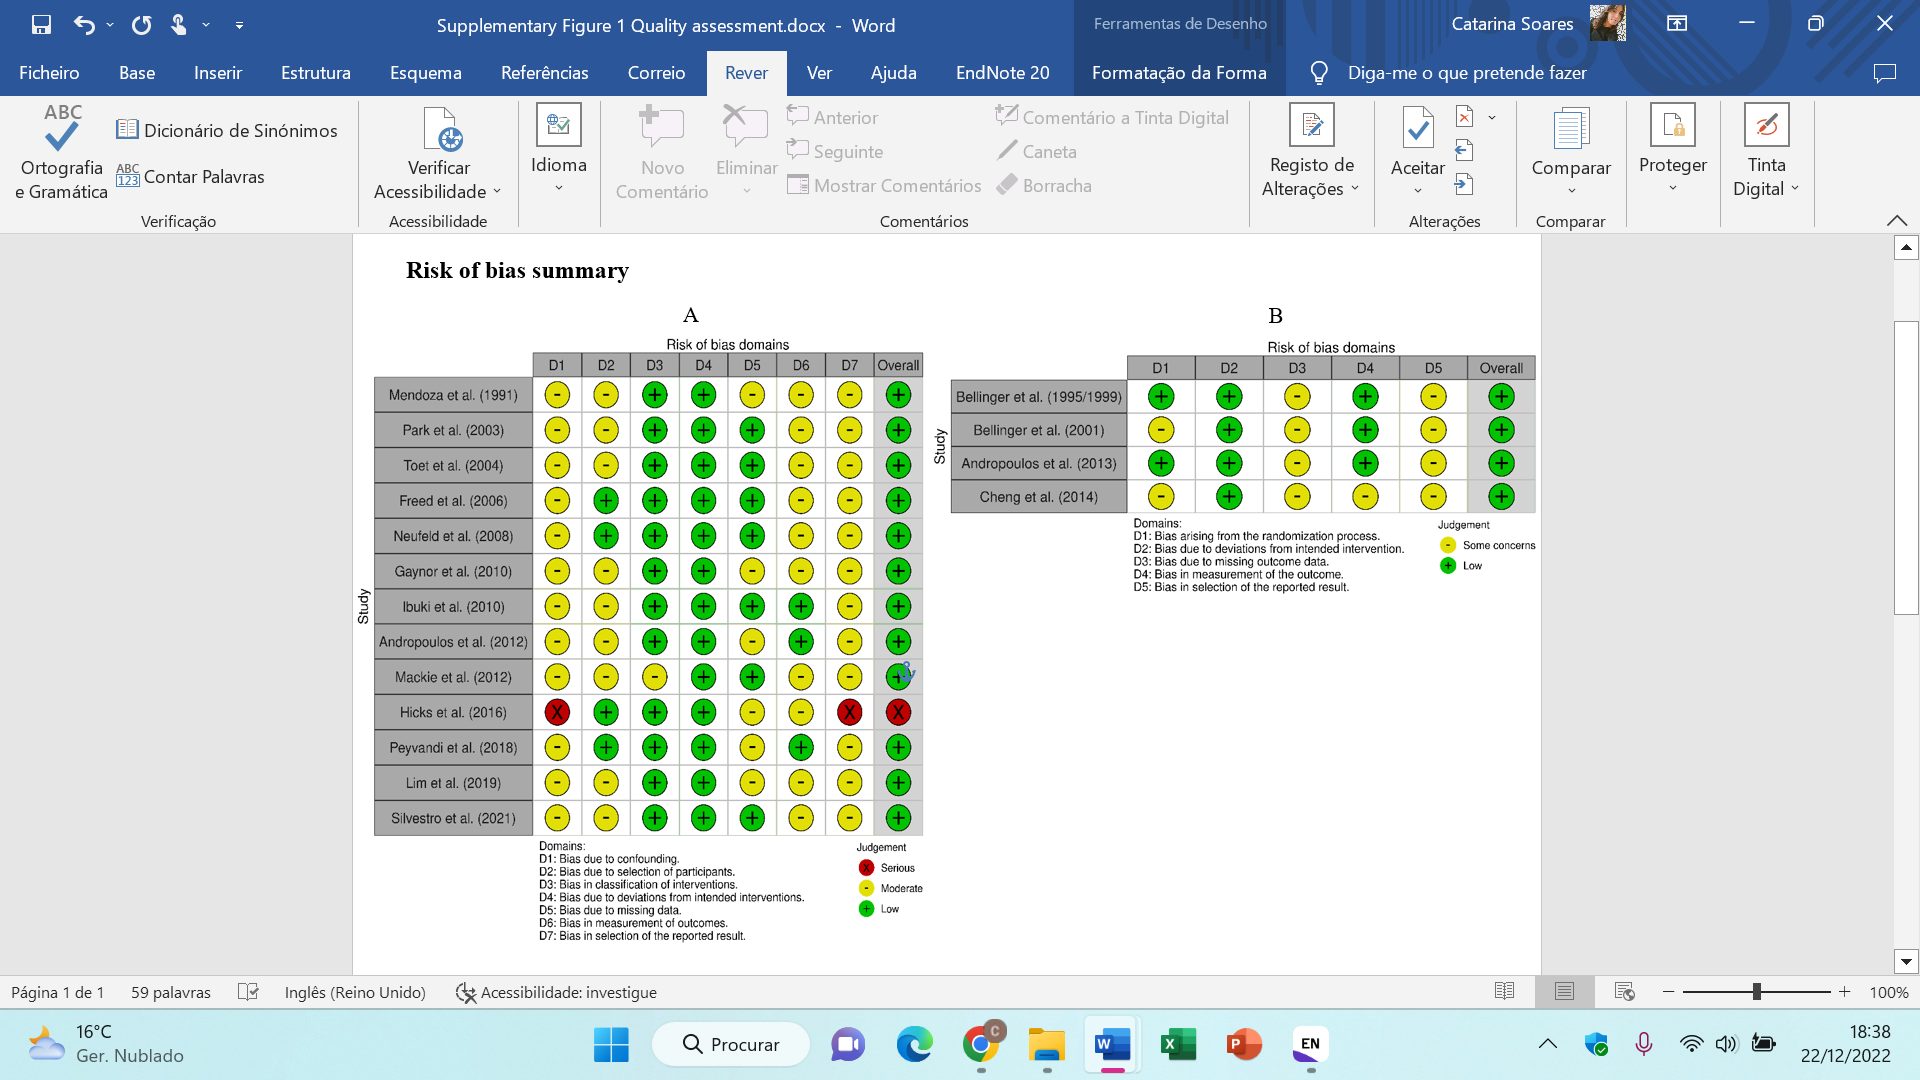 Supplementary Figure 1 Quality assessment.docx - Word
Ferramentas de Desenho
Catarina Soares
Ficheiro Base Inserir Estrutura Esquema Referências Correio Rever Ver Ajuda EndNote 20 Formatação da Forma Diga-me o que pretende fazer
ABC
Ortografia
e Gramática
Dicionário de Sinónimos
ABC
123
Contar Palavras
Verificação
Verificar
Acessibilidade
Acessibilidade
Idioma
Novo
Comentário
Eliminar
Anterior
Seguinte
Mostrar Comentários
Comentário a Tinta Digital
Caneta
Borracha
Comentários
Registo de
Alterações
Aceitar
Alterações
Comparar
Comparar
Proteger
Tinta
Digital
Risk of bias summary
A
Risk of bias domains
D1 D2 D3 D4 D5 D6 D7 Overall
Study
Mendoza et al. (1991) - - + + - - - +
Park et al. (2003) - - + + + - - +
Toet et al. (2004) - - + + + - - +
Freed et al. (2006) - + + + + - - +
Neufeld et al. (2008) - + + + + - - +
Gaynor et al. (2010) - - + + - - - +
Ibuki et al. (2010) - - + + + + - +
Andropoulos et al. (2012) - - + + - + - +
Mackie et al. (2012) - - - + + - - +
Hicks et al. (2016) X + + + - - X X
Peyvandi et al. (2018) - + + + - + - +
Lim et al. (2019) - - + + - - - +
Silvestro et al. (2021) - - + + + - - +
Domains:
D1: Bias due to confounding.
D2: Bias due to selection of participants.
D3: Bias in classification of interventions.
D4: Bias due to deviations from intended interventions.
D5: Bias due to missing data.
D6: Bias in measurement of outcomes.
D7: Bias in selection of the reported result.
Judgement
X Serious
- Moderate
+ Low
B
Risk of bias domains
D1 D2 D3 D4 D5 Overall
Study
Bellinger et al. (1995/1999) + + - + - +
Bellinger et al. (2001) - + - + - +
Andropoulos et al. (2013) + + - + - +
Cheng et al. (2014) - + - - - +
Domains:
D1: Bias arising from the randomization process.
D2: Bias due to deviations from intended intervention.
D3: Bias due to missing outcome data.
D4: Bias in measurement of the outcome.
D5: Bias in selection of the reported result.
Judgement
- Some concerns
+ Low
Página 1 de 1 59 palavras Inglês (Reino Unido) Acessibilidade: investigue 100%
16°C
Ger. Nublado
Procurar
C
W
X
P
EN
18:38
22/12/2022